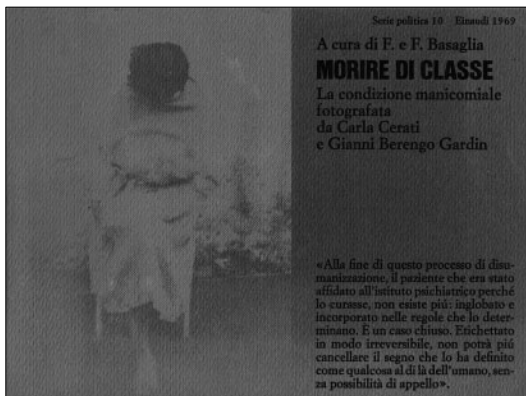 Serie politica 10 Einaudi 1969
A cura di F. e F. Basaglia
MORIRE DI CLASSE
La condizione manicomiale
fotografata
da Carla Cerati
e Gianni Berengo Gardin
«Alla fine di questo processo di disu-
manizzazione, il paziente che era stato
affidato all'istituto psichiatrico perché
lo curasse, non esiste piú: inglobato e
incorporato nelle regole che lo deter-
minano. È un caso chiuso. Etichettato
in modo irreversibile, non potrà piú
cancellare il segno che lo ha definito
come qualcosa al di là dell'umano, sen-
za possibilità di appello».